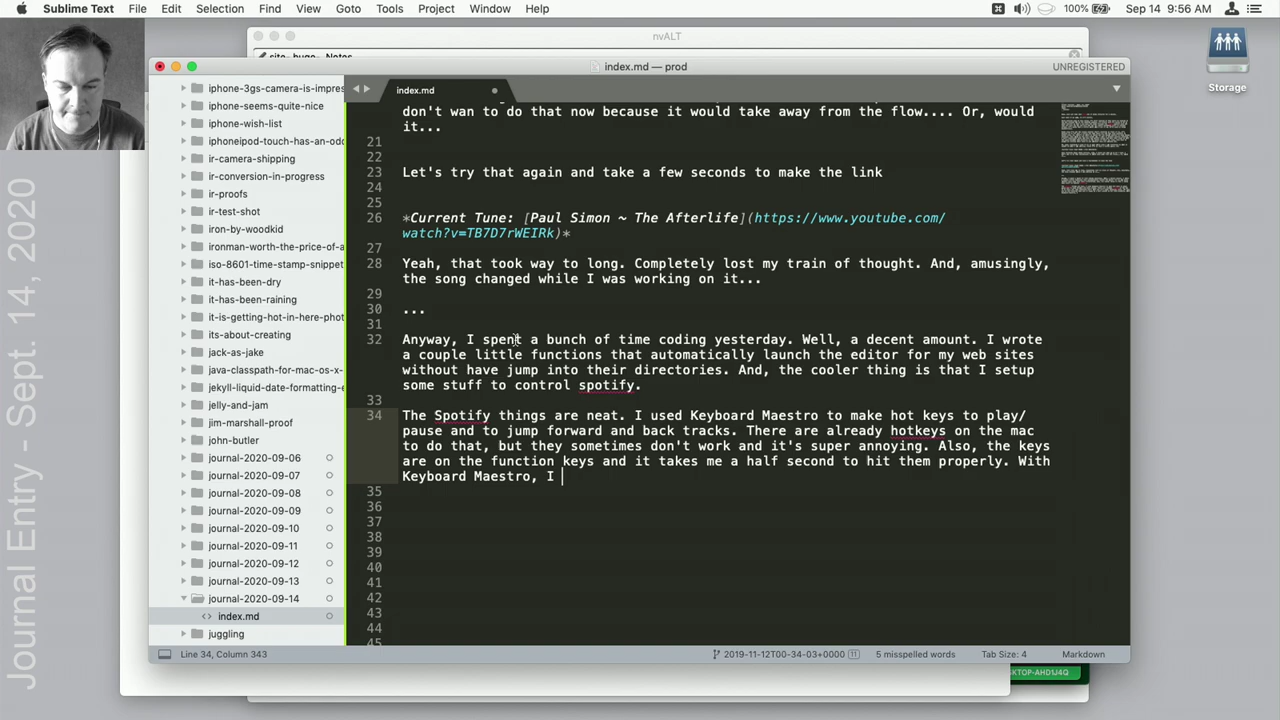 Sublime Text File Edit Selection Find View Goto Tools Project Window Help 100% Sep 14 9:56 AM
nvALT
site- huge- Notes
Storage
index.md — prod UNREGISTERED
index.md
iphone-3gs-camera-is-impres
iphone-seems-quite-nice
iphone-wish-list
iphoneipod-touch-has-an-odd
ir-camera-shipping
ir-conversion-in-progress
ir-proofs
ir-test-shot
iron-by-woodkid
ironman-worth-the-price-of-a
iso-8601-time-stamp-snippet
it-has-been-dry
it-has-been-raining
it-is-getting-hot-in-here-phot
its-about-creating
jack-as-jake
java-classpath-for-mac-os-x-
jekyll-liquid-date-formatting-e
jelly-and-jam
jim-marshall-proof
john-butler
journal-2020-09-06
journal-2020-09-07
journal-2020-09-08
journal-2020-09-09
journal-2020-09-10
journal-2020-09-11
journal-2020-09-12
journal-2020-09-13
journal-2020-09-14
<> index.md
juggling
don't wan to do that now because it would take away from the flow.... Or, would
it...
21
22
23 Let's try that again and take a few seconds to make the link
24
25
26 *Current Tune: [Paul Simon ~ The Afterlife](https://www.youtube.com/
watch?v=TB7D7rWEIRk)*
27
28 Yeah, that took way to long. Completely lost my train of thought. And, amusingly,
the song changed while I was working on it...
29
30 ...
31
32 Anyway, I spent a bunch of time coding yesterday. Well, a decent amount. I wrote
a couple little functions that automatically launch the editor for my web sites
without have jump into their directories. And, the cooler thing is that I setup
some stuff to control spotify.
33
34 The Spotify things are neat. I used Keyboard Maestro to make hot keys to play/
pause and to jump forward and back tracks. There are already hotkeys on the mac
to do that, but they sometimes don't work and it's super annoying. Also, the keys
are on the function keys and it takes me a half second to hit them properly. With
Keyboard Maestro, I
35
36
37
38
39
40
41
42
43
44
45
Line 34, Column 343 2019-11-12T00-34-03+0000 11 5 misspelled words Tab Size: 4 Markdown
KTOP-AHD1J4Q
Journal Entry - Sept. 14, 2020